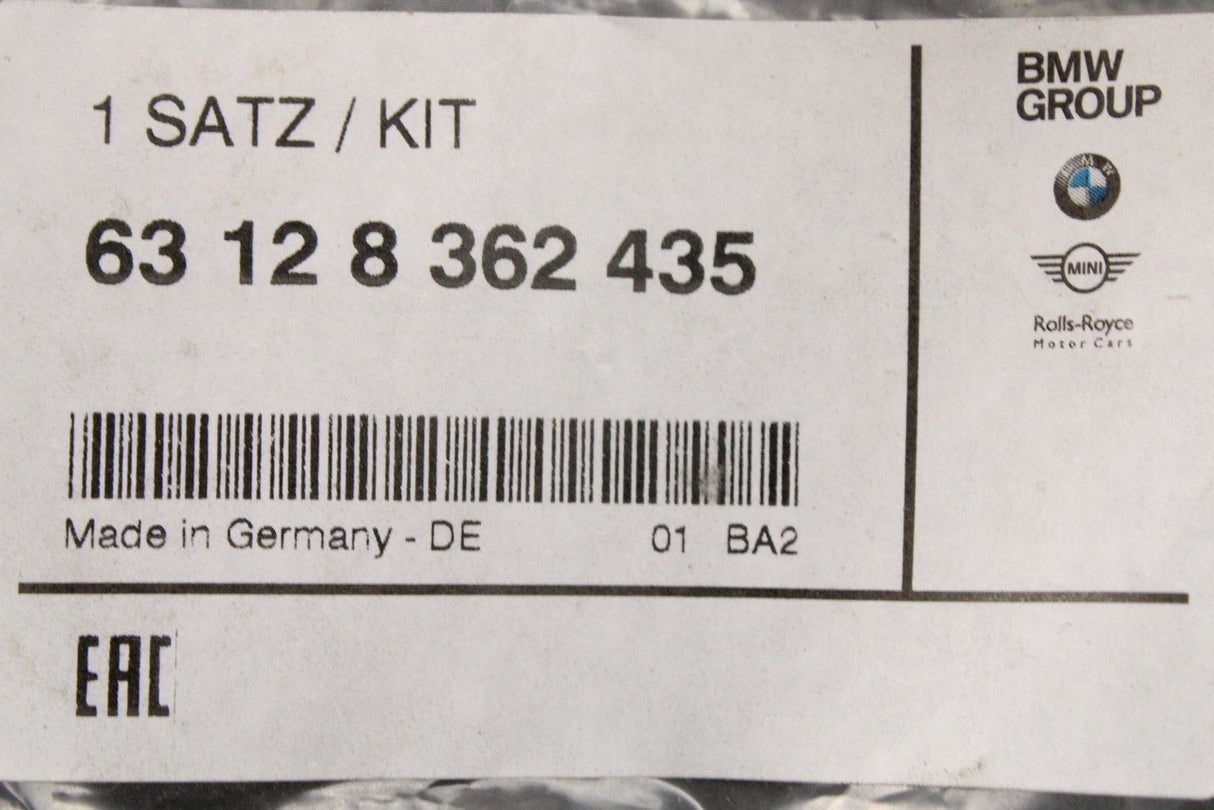 1 SATZ / KIT
63 12 8 362 435
Made in Germany - DE 01 BA2
EAC
BMW
GROUP
BMW
MINI
Rolls-Royce
Motor Cars